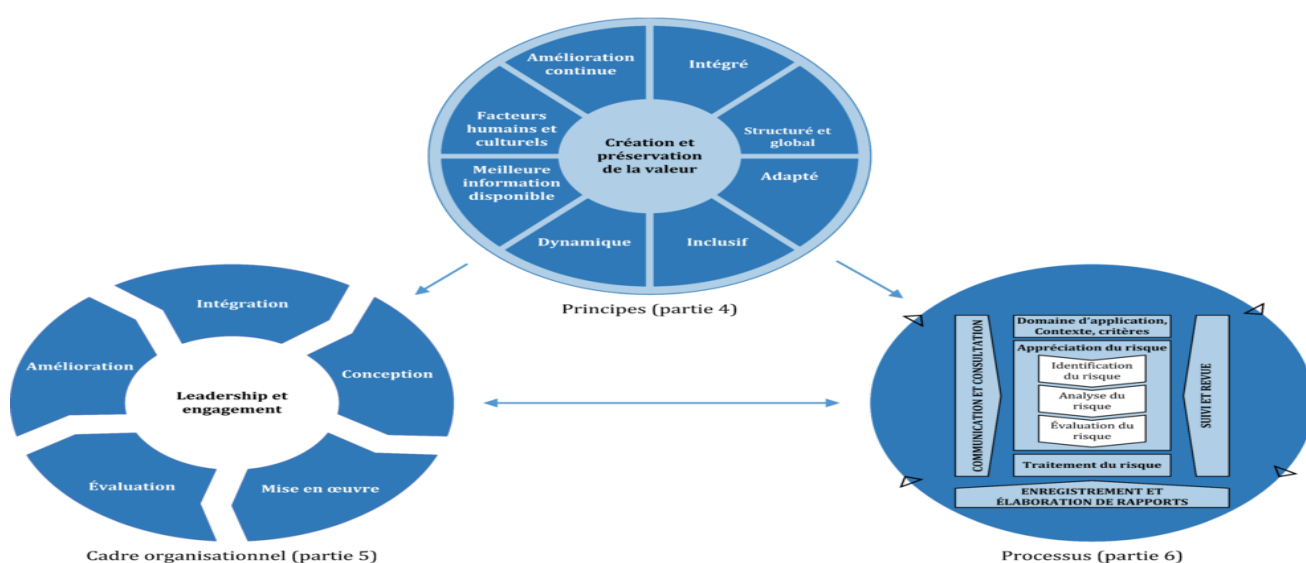 Amélioration
continue
Intégré
Facteurs
humains et
culturels
Création et
préservation
de la valeur
Structuré et
global
Meilleure
information
disponible
Adapté
Dynamique
Inclusif
Principes (partie 4)
Intégration
Amélioration
Conception
Leadership et
engagement
Évaluation
Mise en œuvre
Cadre organisationnel (partie 5)
COMMUNICATION ET CONSULTATION
Domaine d'application,
Contexte, critères
Appréciation du risque
Identification
du risque
Analyse du
risque
Évaluation du
risque
Traitement du risque
SUIVI ET REVUE
ENREGISTREMENT ET
ÉLABORATION DE RAPPORTS
Processus (partie 6)